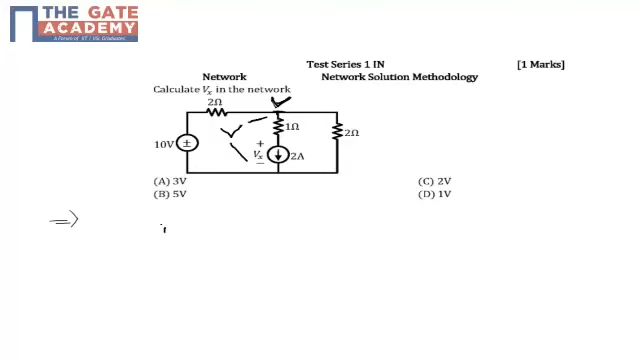 THE GATE
ACADEMY
A Forum of IIT / IISc Graduates
Test Series 1 IN [1 Marks]
Network Network Solution Methodology
Calculate Vx in the network
2Ω
1Ω
2Ω
10V
+
Vx
−
2A
(A) 3V (C) 2V
(B) 5V (D) 1V